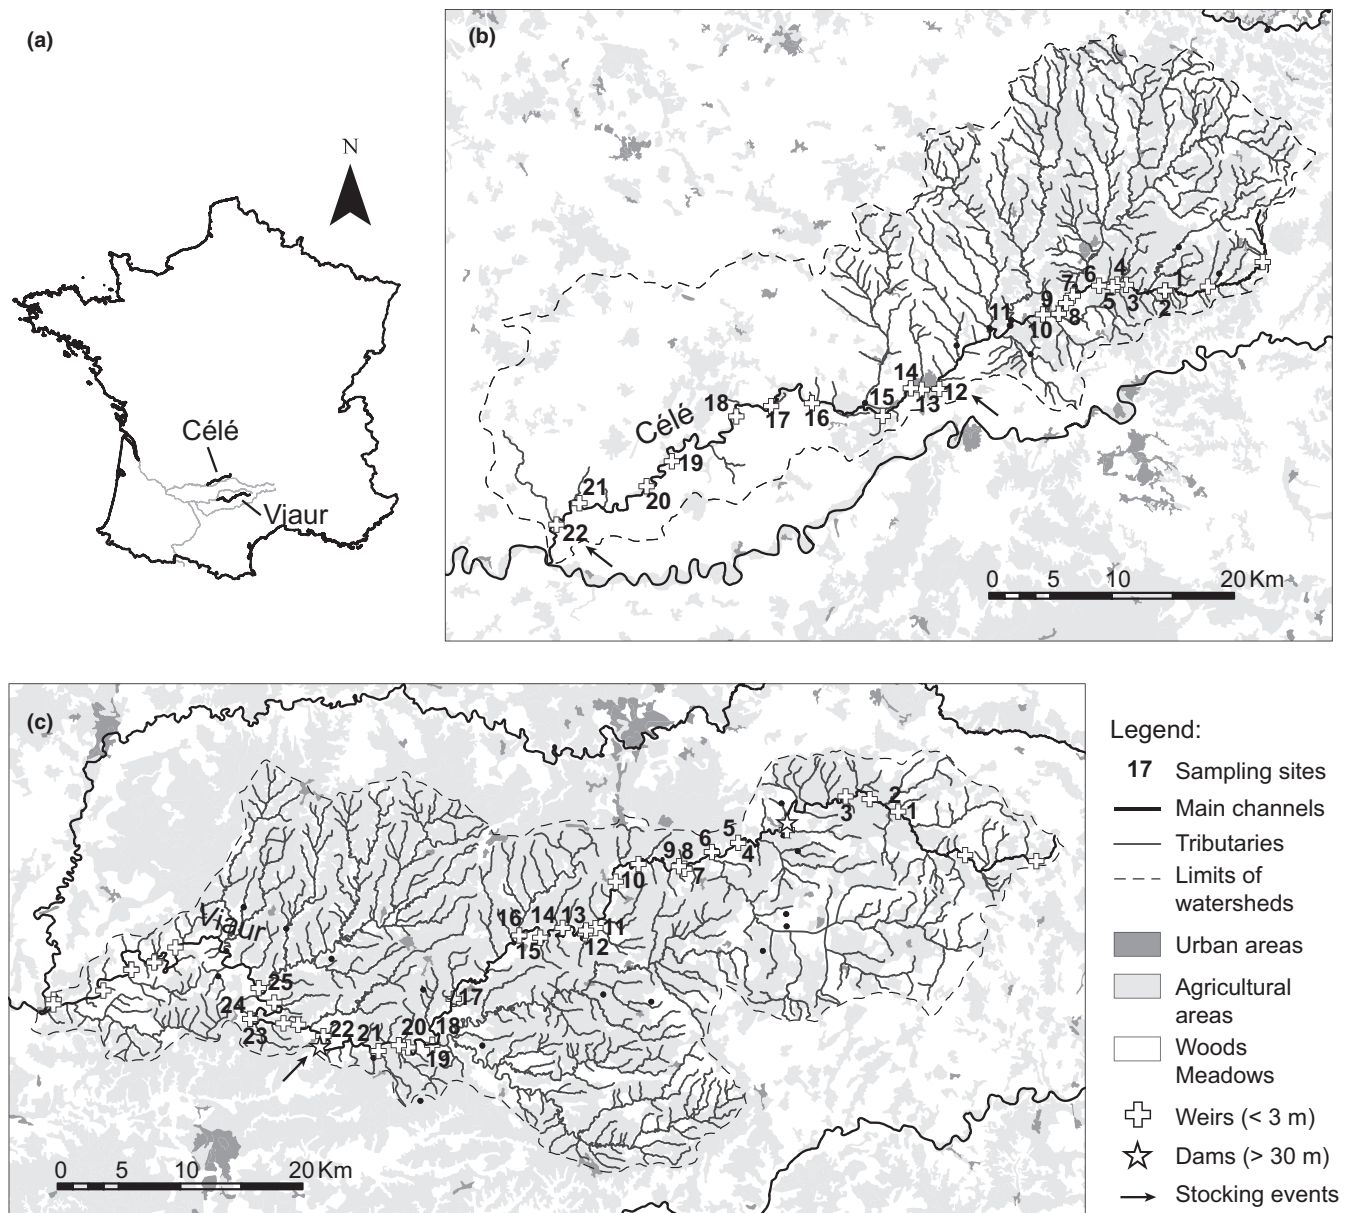 (a)
N
Célé
Viaur
(b)
1
2
3
4
5
6
7
8
9
10
11
12
13
14
15
16
17
18
Célé
19
20
21
22
0 5 10 20 Km
(c)
1
2
3
4
5
6
7
8
9
10
11
12
13
14
15
16
17
18
19
20
21
22
23
24
25
Viaur
0 5 10 20 Km
Legend:
17 Sampling sites
Main channels
Tributaries
Limits of
watersheds
Urban areas
Agricultural
areas
Woods
Meadows
Weirs (< 3 m)
Dams (> 30 m)
Stocking events